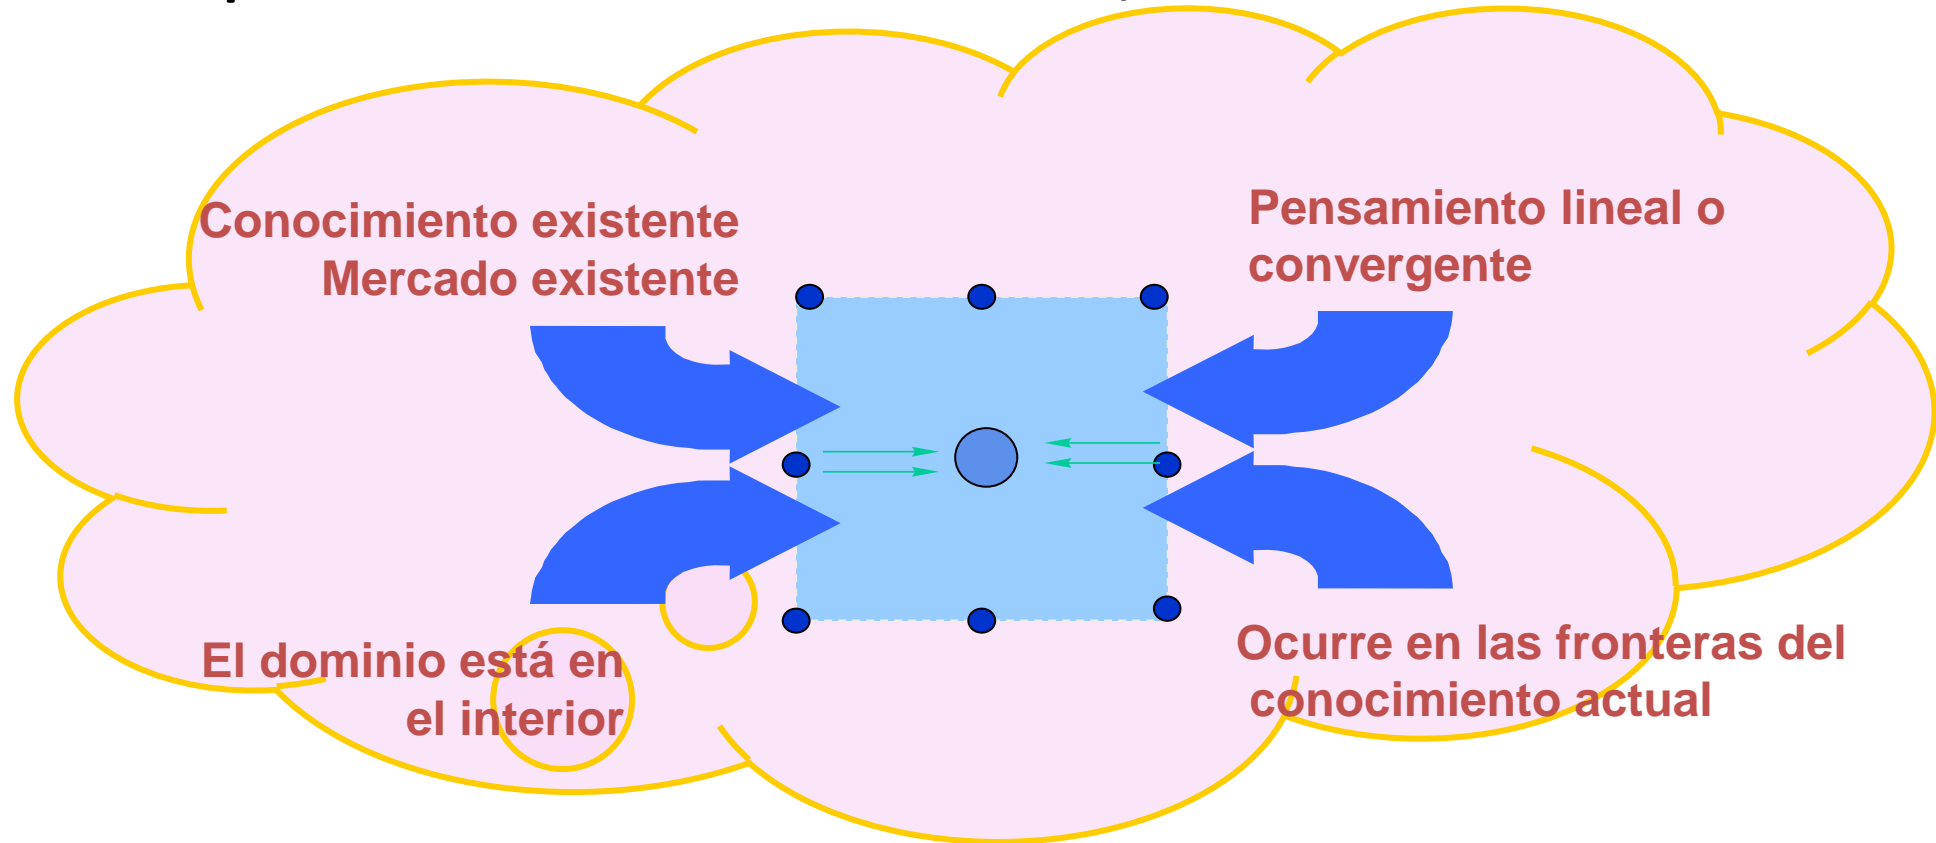 Conocimiento existente
Mercado existente
Pensamiento lineal o
convergente
El dominio está en
el interior
Ocurre en las fronteras del
conocimiento actual